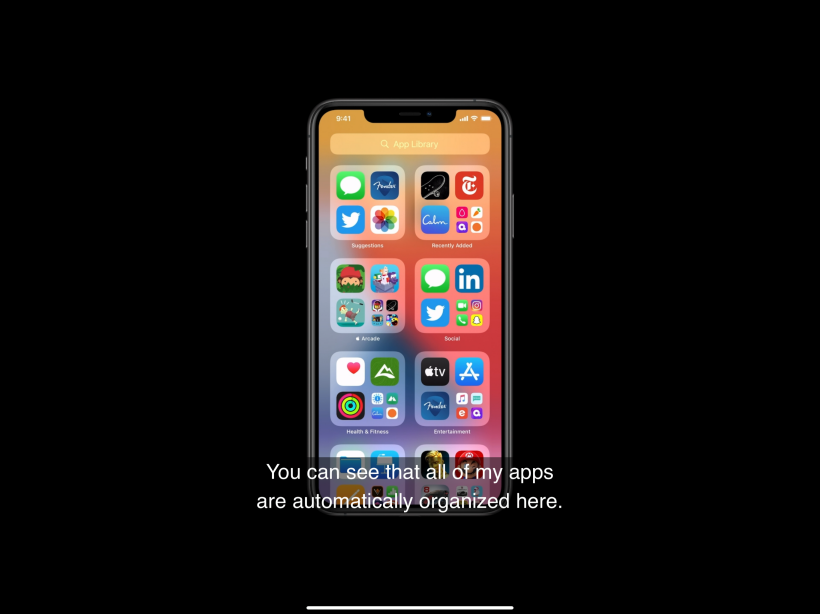 9:41
App Library
Fender
Calm
Suggestions
Recently Added
in
Arcade
Social
tv
Fender
Health & Fitness
Entertainment
You can see that all of my apps
are automatically organized here.